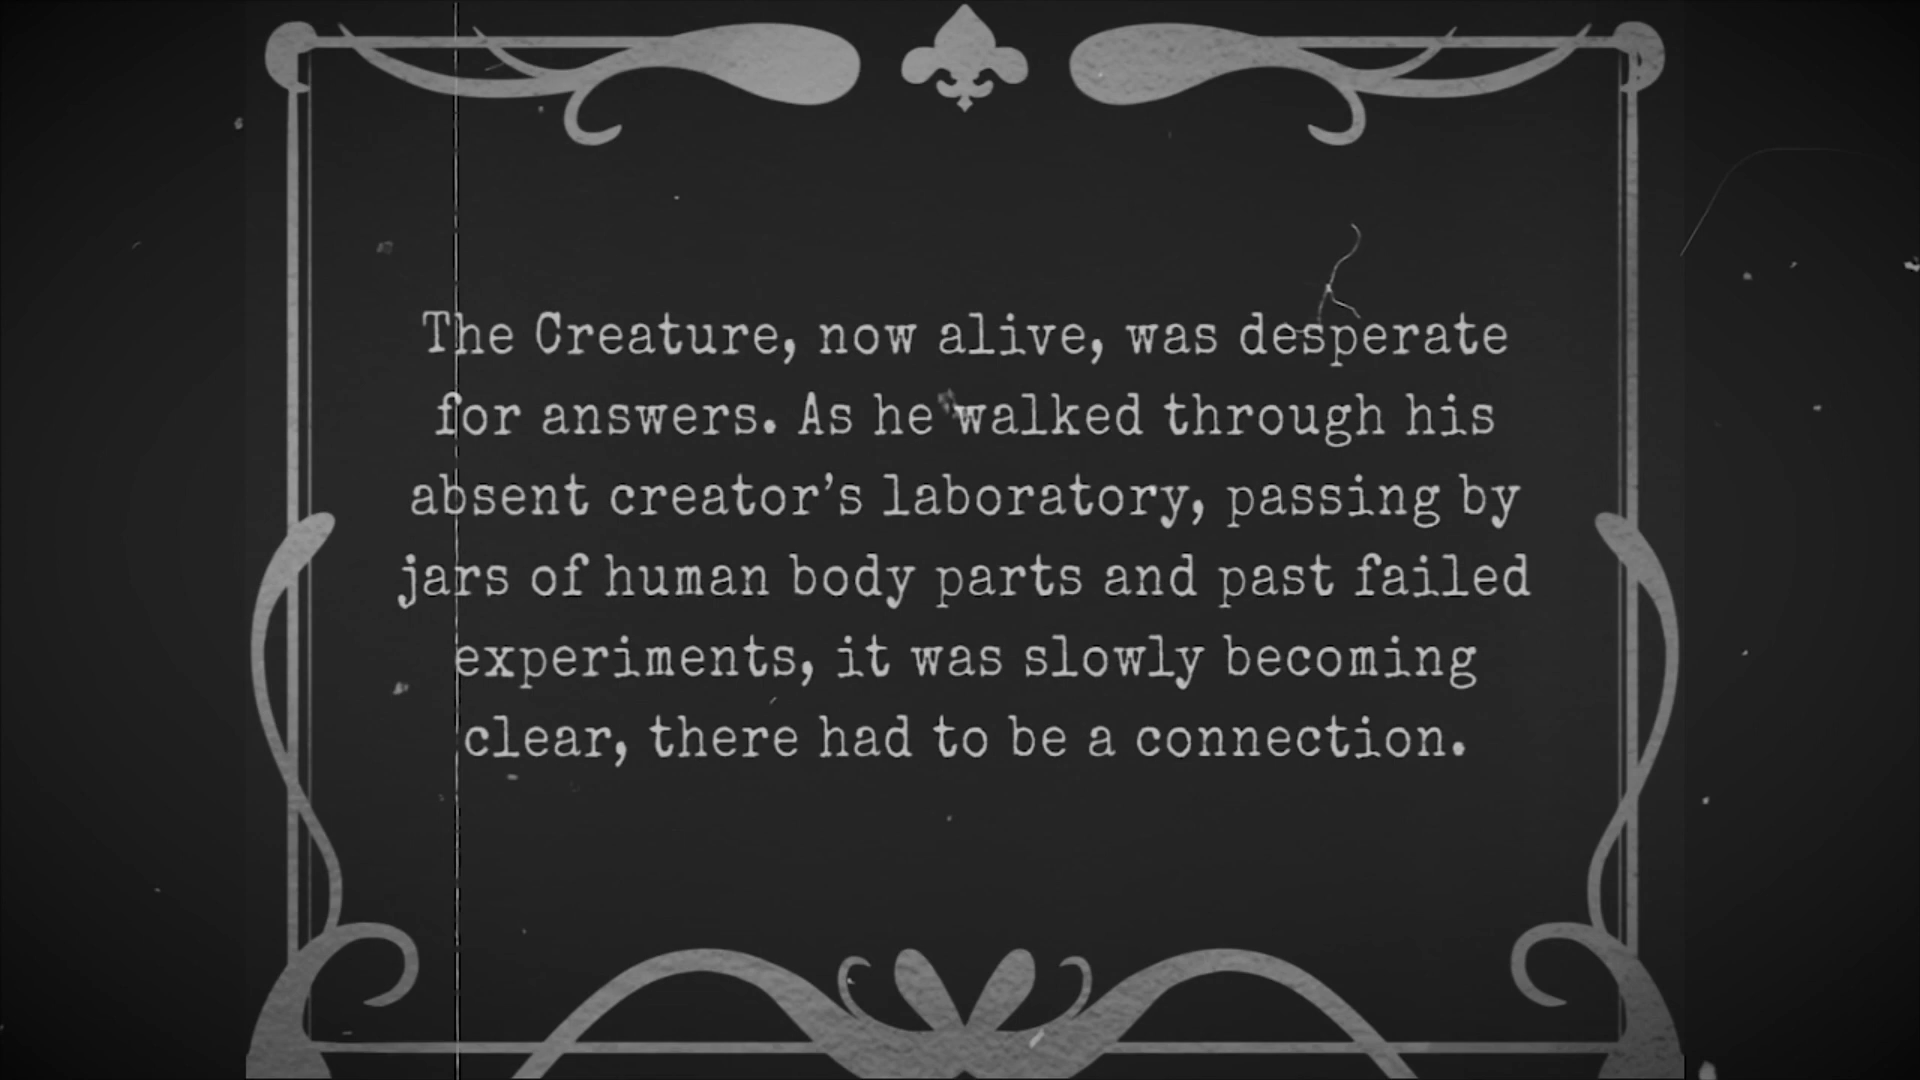 The Creature, now alive, was desperate
for answers. As he walked through his
absent creator’s laboratory, passing by
jars of human body parts and past failed
experiments, it was slowly becoming
clear, there had to be a connection.